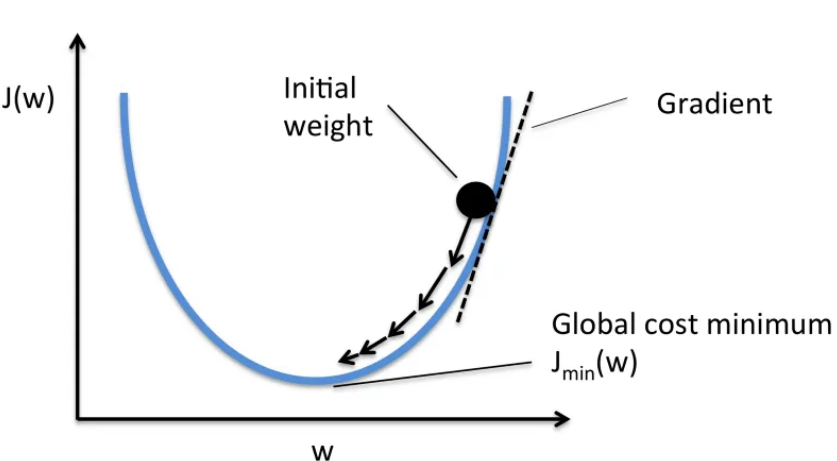 J(w)
Initial
weight
Gradient
Global cost minimum
Jmin(w)
w